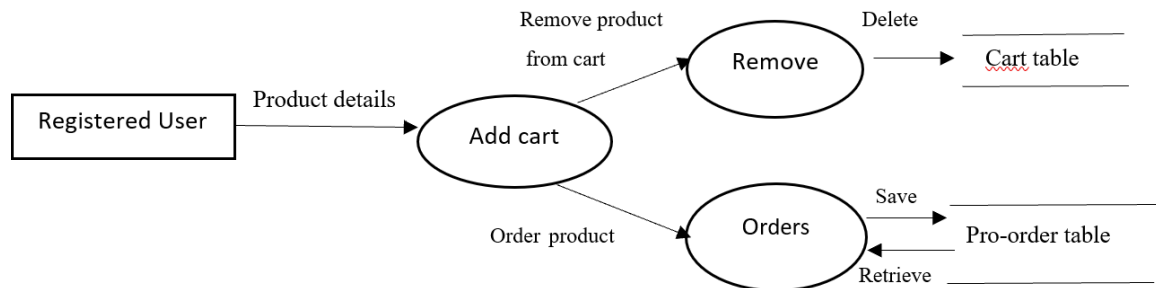 Remove product
from cart
Delete
Remove
Cart table
Registered User
Product details
Add cart
Order product
Orders
Save
Pro-order table
Retrieve